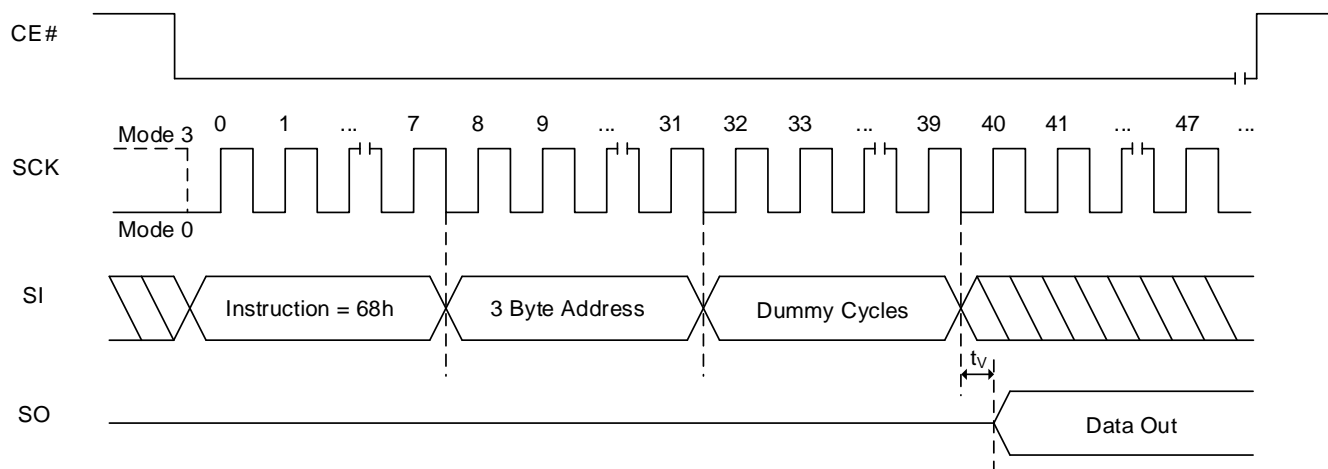 CE#
Mode 3 0 1 ... 7 8 9 ... 31 32 33 ... 39 40 41 ... 47 ...
SCK
Mode 0
SI Instruction = 68h 3 Byte Address Dummy Cycles
tV
SO Data Out